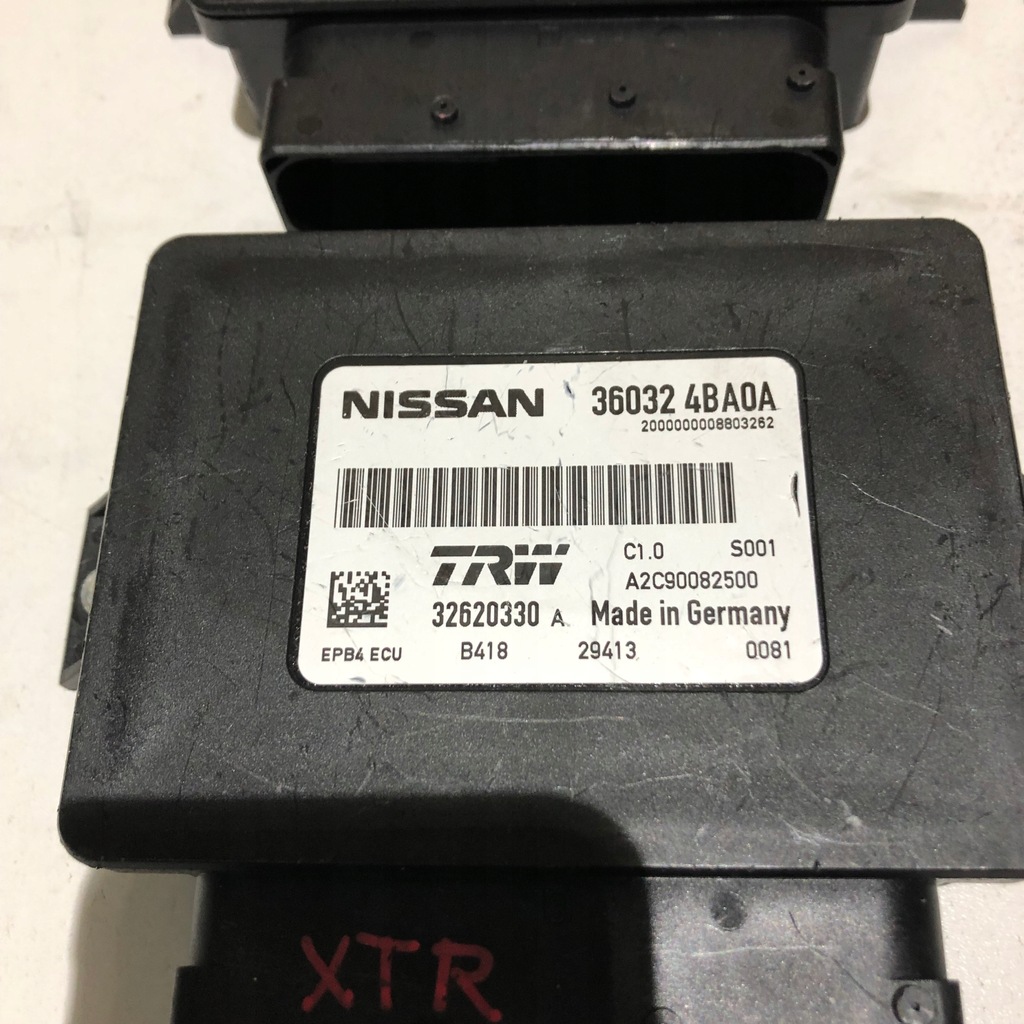 NISSAN 36032 4BA0A
2000000008803262
TRW C1.0 S001
A2C90082500
32620330 A Made in Germany
EPB4 ECU B418 29413 0081
XTR